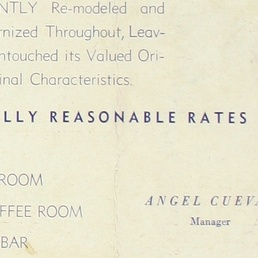 NTLY Re-modeled and
rnized Throughout, Leav-
ntouched its Valued Ori-
inal Characteristics.
LLY REASONABLE RATES
ROOM
FFEE ROOM
BAR
ANGEL CUEVA
Manager